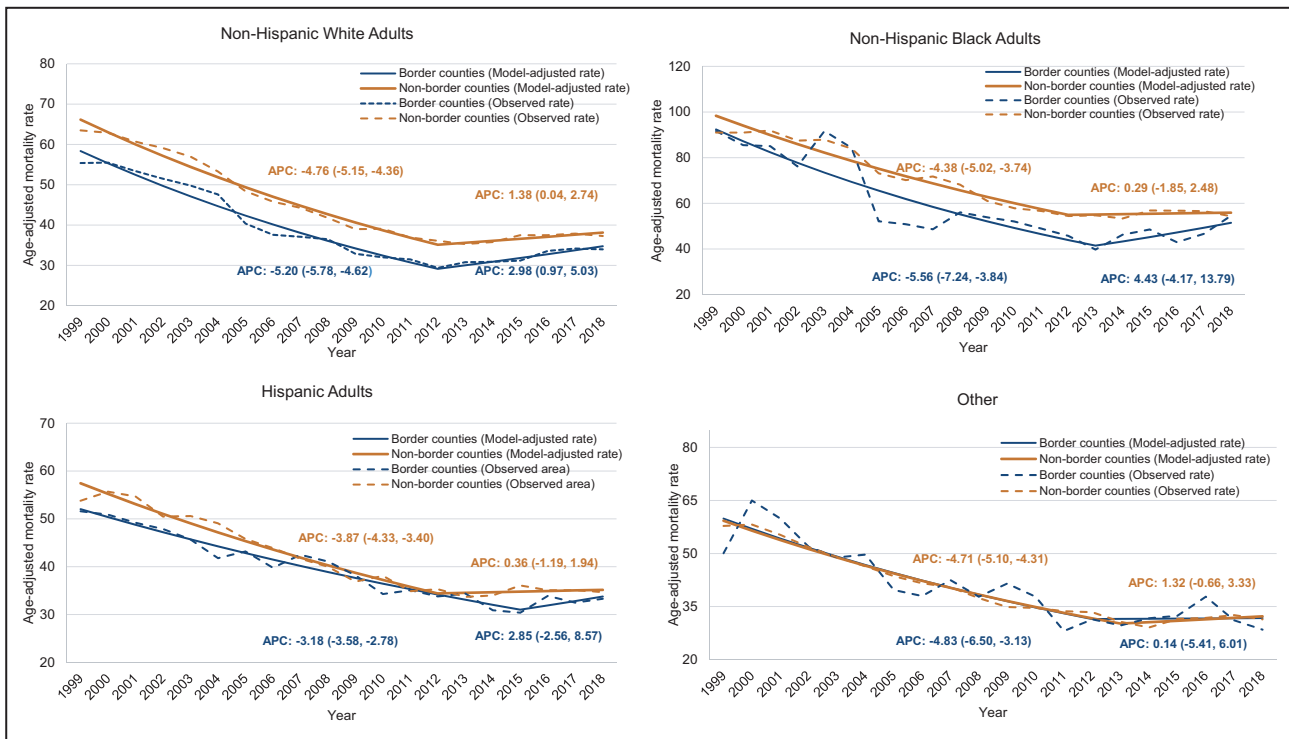 Non-Hispanic White Adults
Age-adjusted mortality rate
80
70
60
50
40
30
20
Border counties (Model-adjusted rate)
Non-border counties (Model-adjusted rate)
Border counties (Observed rate)
Non-border counties (Observed rate)
APC: -4.76 (-5.15, -4.36)
1.38 (0.04, 2.74)
APC: -5.20 (-5.78, -4.62)
APC: 2.98 (0.97, 5.03)
1999 2000 2001 2002 2003 2004 2005 2006 2007 2008 2009 2010 2011 2012 2013 2014 2015 2016 2017 2018
Year
Non-Hispanic Black Adults
Age-adjusted mortality rate
120
100
80
60
40
20
Border counties (Model-adjusted rate)
Non-border counties (Model-adjusted rate)
Border counties (Observed rate)
Non-border counties (Observed rate)
APC: -4.38 (-5.02, -3.74)
APC: 0.29 (-1.85, 2.48)
APC: -5.56 (-7.24, -3.84)
APC: 4.43 (-4.17, 13.79)
1999 2000 2001 2002 2003 2004 2005 2006 2007 2008 2009 2010 2011 2012 2013 2014 2015 2016 2017 2018
Year
Hispanic Adults
Age-adjusted mortality rate
70
60
50
40
30
20
Border counties (Model-adjusted rate)
Non-border counties (Model-adjusted rate)
Border counties (Observed area)
Non-border counties (Observed area)
APC: -3.87 (-4.33, -3.40)
APC: 0.36 (-1.19, 1.94)
APC: -3.18 (-3.58, -2.78)
APC: 2.85 (-2.56, 8.57)
1999 2000 2001 2002 2003 2004 2005 2006 2007 2008 2009 2010 2011 2012 2013 2014 2015 2016 2017 2018
Year
Other
Age-adjusted mortality rate
80
65
50
35
20
Border counties (Model-adjusted rate)
Non-border counties (Model-adjusted rate)
Border counties (Observed rate)
Non-border counties (Observed rate)
APC: -4.71 (-5.10, -4.31)
APC: 1.32 (-0.66, 3.33)
APC: -4.83 (-6.50, -3.13)
APC: 0.14 (-5.41, 6.01)
1999 2000 2001 2002 2003 2004 2005 2006 2007 2008 2009 2010 2011 2012 2013 2014 2015 2016 2017 2018
Year